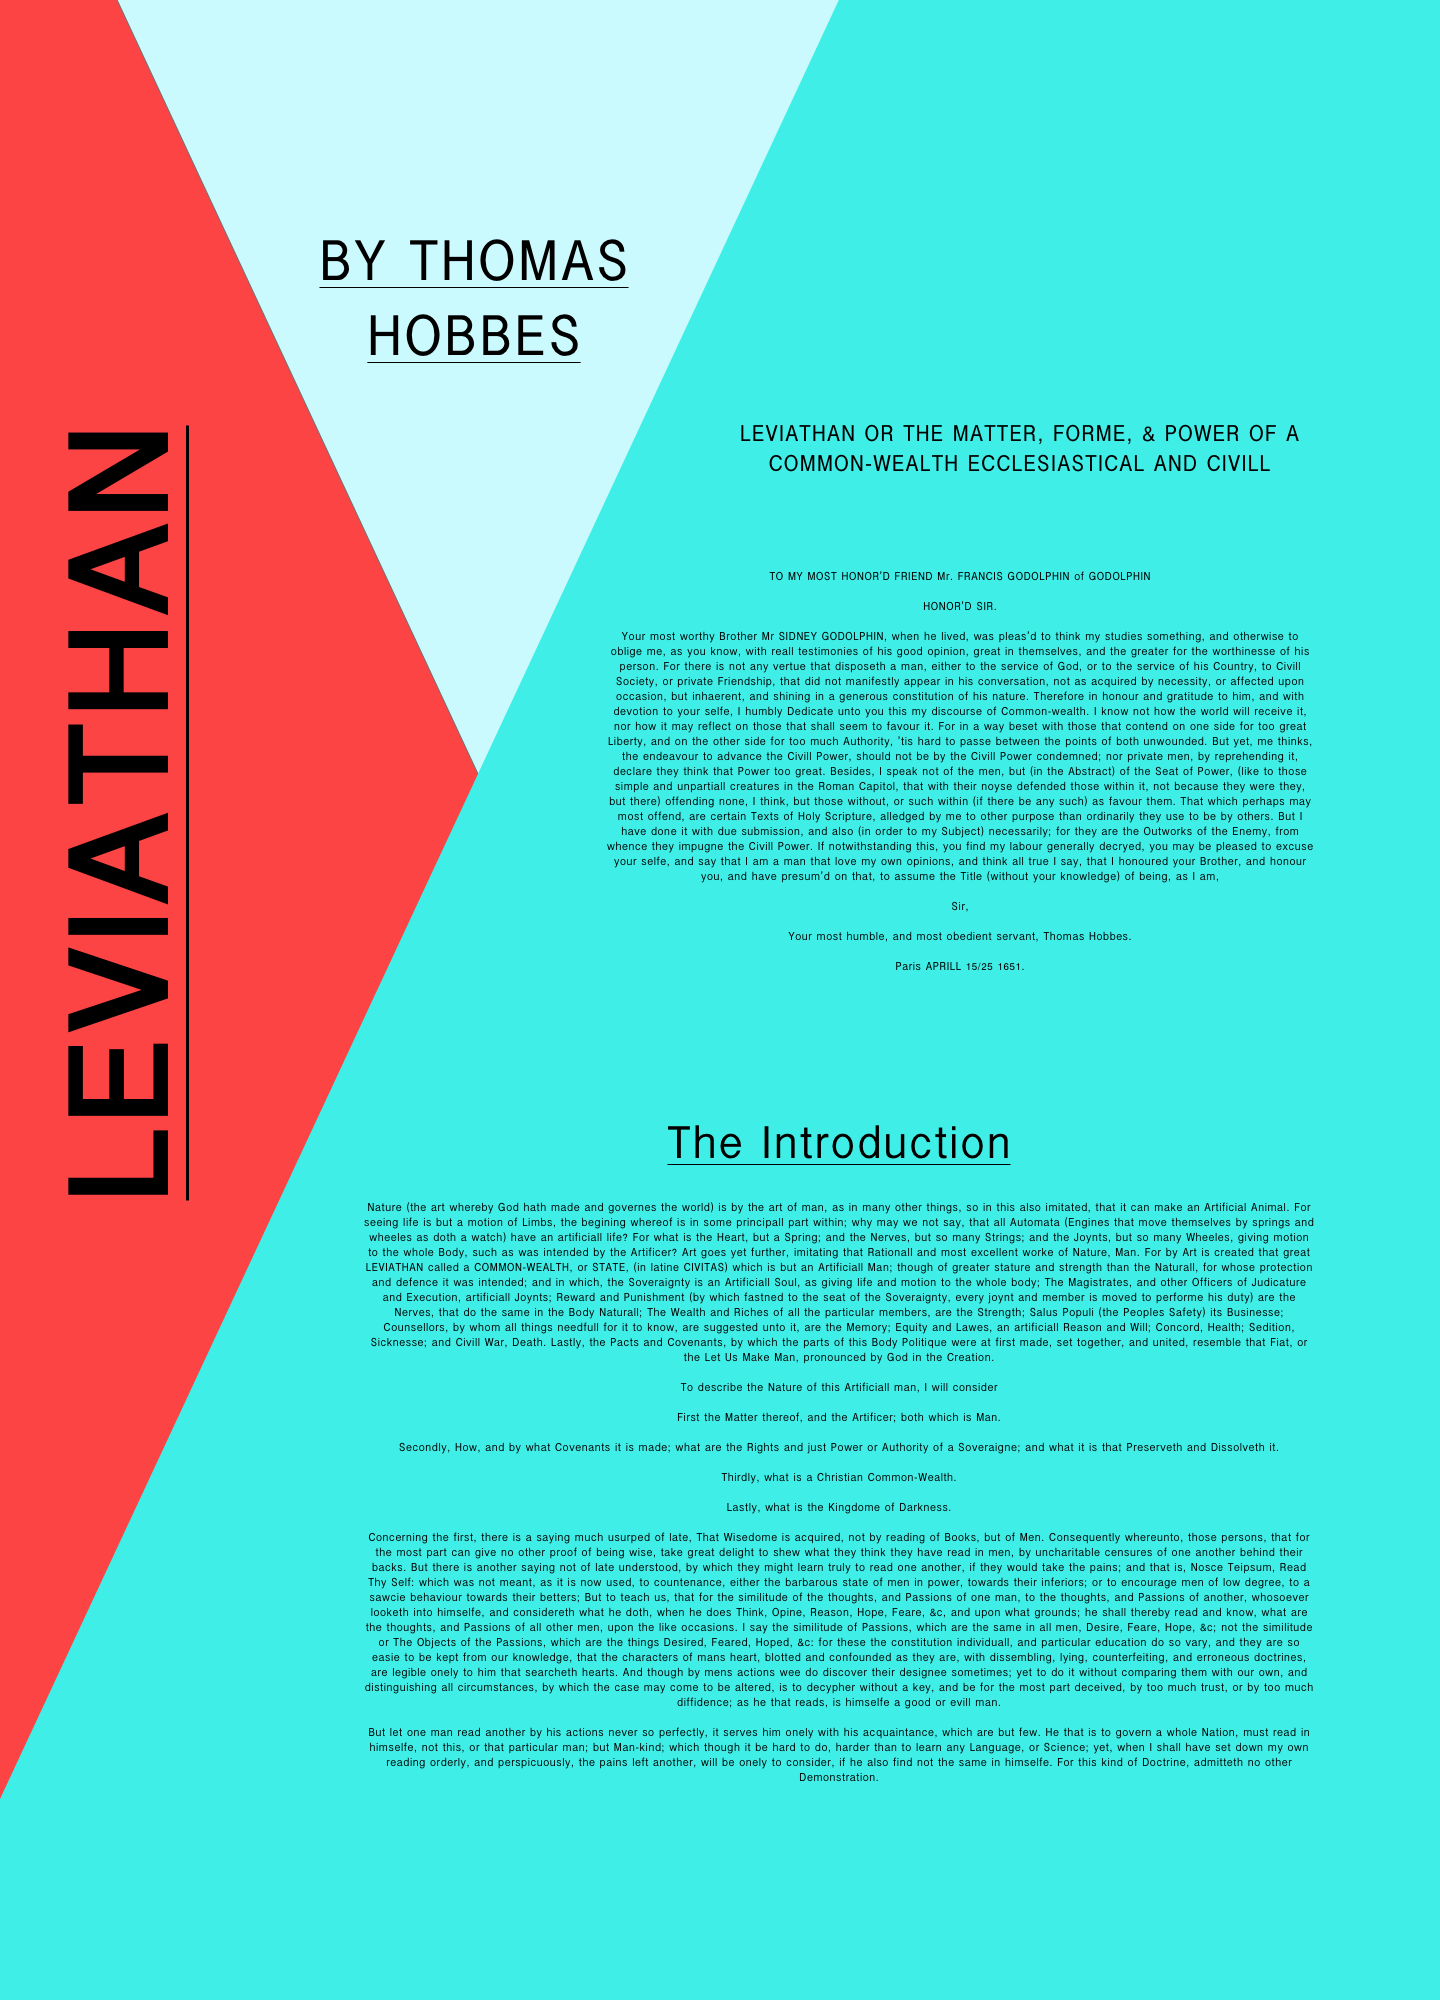 LEVIATHAN
BY THOMAS
HOBBES
LEVIATHAN OR THE MATTER, FORME, & POWER OF A
COMMON-WEALTH ECCLESIASTICAL AND CIVILL
TO MY MOST HONOR'D FRIEND Mr. FRANCIS GODOLPHIN of GODOLPHIN
HONOR'D SIR.
Your most worthy Brother Mr SIDNEY GODOLPHIN, when he lived, was pleas'd to think my studies something, and otherwise to
oblige me, as you know, with reall testimonies of his good opinion, great in themselves, and the greater for the worthinesse of his
person. For there is not any vertue that disposeth a man, either to the service of God, or to the service of his Country, to Civill
Society, or private Friendship, that did not manifestly appear in his conversation, not as acquired by necessity, or affected upon
occasion, but inhaerent, and shining in a generous constitution of his nature. Therefore in honour and gratitude to him, and with
devotion to your selfe, I humbly Dedicate unto you this my discourse of Common-wealth. I know not how the world will receive it,
nor how it may reflect on those that shall seem to favour it. For in a way beset with those that contend on one side for too great
Liberty, and on the other side for too much Authority, 'tis hard to passe between the points of both unwounded. But yet, me thinks,
the endeavour to advance the Civill Power, should not be by the Civill Power condemned; nor private men, by reprehending it,
declare they think that Power too great. Besides, I speak not of the men, but (in the Abstract) of the Seat of Power, (like to those
simple and unpartiall creatures in the Roman Capitol, that with their noyse defended those within it, not because they were they,
but there) offending none, I think, but those without, or such within (if there be any such) as favour them. That which perhaps may
most offend, are certain Texts of Holy Scripture, alledged by me to other purpose than ordinarily they use to be by others. But I
have done it with due submission, and also (in order to my Subject) necessarily; for they are the Outworks of the Enemy, from
whence they impugne the Civill Power. If notwithstanding this, you find my labour generally decryed, you may be pleased to excuse
your selfe, and say that I am a man that love my own opinions, and think all true I say, that I honoured your Brother, and honour
you, and have presum'd on that, to assume the Title (without your knowledge) of being, as I am,
Sir,
Your most humble, and most obedient servant, Thomas Hobbes.
Paris APRILL 15/25 1651.
The Introduction
Nature (the art whereby God hath made and governes the world) is by the art of man, as in many other things, so in this also imitated, that it can make an Artificial Animal. For
seeing life is but a motion of Limbs, the begining whereof is in some principall part within; why may we not say, that all Automata (Engines that move themselves by springs and
wheeles as doth a watch) have an artificiall life? For what is the Heart, but a Spring; and the Nerves, but so many Strings; and the Joynts, but so many Wheeles, giving motion
to the whole Body, such as was intended by the Artificer? Art goes yet further, imitating that Rationall and most excellent worke of Nature, Man. For by Art is created that great
LEVIATHAN called a COMMON-WEALTH, or STATE, (in latine CIVITAS) which is but an Artificiall Man; though of greater stature and strength than the Naturall, for whose protection
and defence it was intended; and in which, the Soveraignty is an Artificiall Soul, as giving life and motion to the whole body; The Magistrates, and other Officers of Judicature
and Execution, artificiall Joynts; Reward and Punishment (by which fastned to the seat of the Soveraignty, every joynt and member is moved to performe his duty) are the
Nerves, that do the same in the Body Naturall; The Wealth and Riches of all the particular members, are the Strength; Salus Populi (the Peoples Safety) its Businesse;
Counsellors, by whom all things needfull for it to know, are suggested unto it, are the Memory; Equity and Lawes, an artificiall Reason and Will; Concord, Health; Sedition,
Sicknesse; and Civill War, Death. Lastly, the Pacts and Covenants, by which the parts of this Body Politique were at first made, set together, and united, resemble that Fiat, or
the Let Us Make Man, pronounced by God in the Creation.
To describe the Nature of this Artificiall man, I will consider
First the Matter thereof, and the Artificer; both which is Man.
Secondly, How, and by what Covenants it is made; what are the Rights and just Power or Authority of a Soveraigne; and what it is that Preserveth and Dissolveth it.
Thirdly, what is a Christian Common-Wealth.
Lastly, what is the Kingdome of Darkness.
Concerning the first, there is a saying much usurped of late, That Wisedome is acquired, not by reading of Books, but of Men. Consequently whereunto, those persons, that for
the most part can give no other proof of being wise, take great delight to shew what they think they have read in men, by uncharitable censures of one another behind their
backs. But there is another saying not of late understood, by which they might learn truly to read one another, if they would take the pains; and that is, Nosce Teipsum, Read
Thy Self: which was not meant, as it is now used, to countenance, either the barbarous state of men in power, towards their inferiors; or to encourage men of low degree, to a
sawcie behaviour towards their betters; But to teach us, that for the similitude of the thoughts, and Passions of one man, to the thoughts, and Passions of another, whosoever
looketh into himselfe, and considereth what he doth, when he does Think, Opine, Reason, Hope, Feare, &c, and upon what grounds; he shall thereby read and know, what are
the thoughts, and Passions of all other men, upon the like occasions. I say the similitude of Passions, which are the same in all men, Desire, Feare, Hope, &c; not the similitude
or The Objects of the Passions, which are the things Desired, Feared, Hoped, &c: for these the constitution individuall, and particular education do so vary, and they are so
easie to be kept from our knowledge, that the characters of mans heart, blotted and confounded as they are, with dissembling, lying, counterfeiting, and erroneous doctrines,
are legible onely to him that searcheth hearts. And though by mens actions wee do discover their designee sometimes; yet to do it without comparing them with our own, and
distinguishing all circumstances, by which the case may come to be altered, is to decypher without a key, and be for the most part deceived, by too much trust, or by too much
diffidence; as he that reads, is himselfe a good or evill man.
But let one man read another by his actions never so perfectly, it serves him onely with his acquaintance, which are but few. He that is to govern a whole Nation, must read in
himselfe, not this, or that particular man; but Man-kind; which though it be hard to do, harder than to learn any Language, or Science; yet, when I shall have set down my own
reading orderly, and perspicuously, the pains left another, will be onely to consider, if he also find not the same in himselfe. For this kind of Doctrine, admitteth no other
Demonstration.